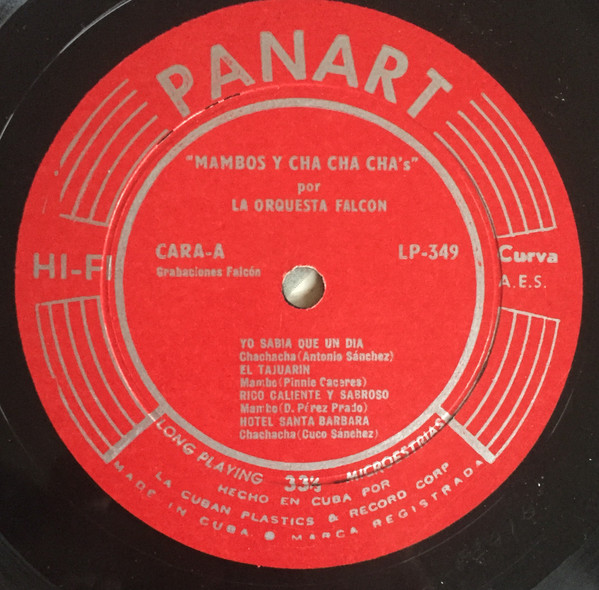 PANART
"MAMBOS Y CHA CHA CHA's"
por
LA ORQUESTA FALCON
CARA-A
LP-349
Grabaciones Falcón
HI-FI
Curva
A.E.S.
YO SABIA QUE UN DIA
Chachacha (Antonio Sánchez)
EL TAJUARIN
Mambo (Pinnie Caceres)
RICO CALIENTE Y SABROSO
Mambo (D. Pérez Prado)
HOTEL SANTA BARBARA
Chachacha (Cuco Sánchez)
LONG PLAYING 33⅓ MICROESTRIAS
HECHO EN CUBA POR
LA CUBAN PLASTICS & RECORD CORP
MADE IN CUBA ● MARCA REGISTRADA